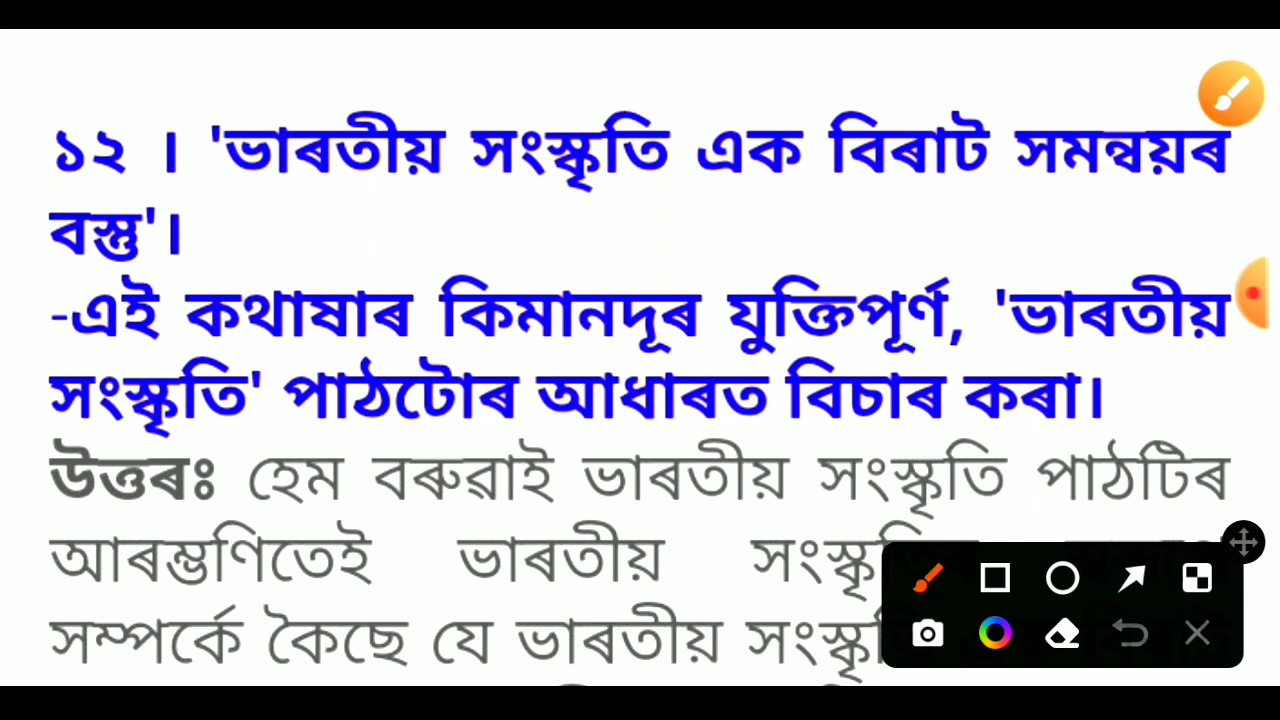 ১২ । 'ভাৰতীয় সংস্কৃতি এক বিৰাট সমন্বয়ৰ
বস্তু'।
-এই কথাষাৰ কিমানদূৰ যুক্তিপূৰ্ণ, 'ভাৰতীয়
সংস্কৃতি' পাঠটোৰ আধাৰত বিচাৰ কৰা।
উত্তৰঃ হেম বৰুৱাই ভাৰতীয় সংস্কৃতি পাঠটিৰ
আৰম্ভণিতেই ভাৰতীয়
সম্পৰ্কে কৈছে যে ভাৰতীয়